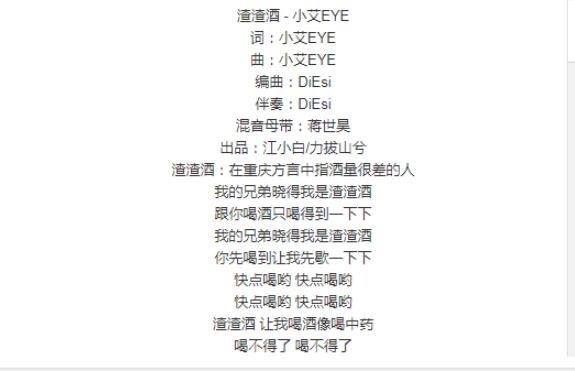 渣渣酒 - 小艾EYE
词：小艾EYE
曲：小艾EYE
编曲：DiEsi
伴奏：DiEsi
混音母带：蒋世昊
出品：江小白/力拔山兮
渣渣酒：在重庆方言中指酒量很差的人
我的兄弟晓得我是渣渣酒
跟你喝酒只喝得到一下下
我的兄弟晓得我是渣渣酒
你先喝到让我先歇一下下
快点喝哟 快点喝哟
快点喝哟 快点喝哟
渣渣酒 让我喝酒像喝中药
喝不得了 喝不得了